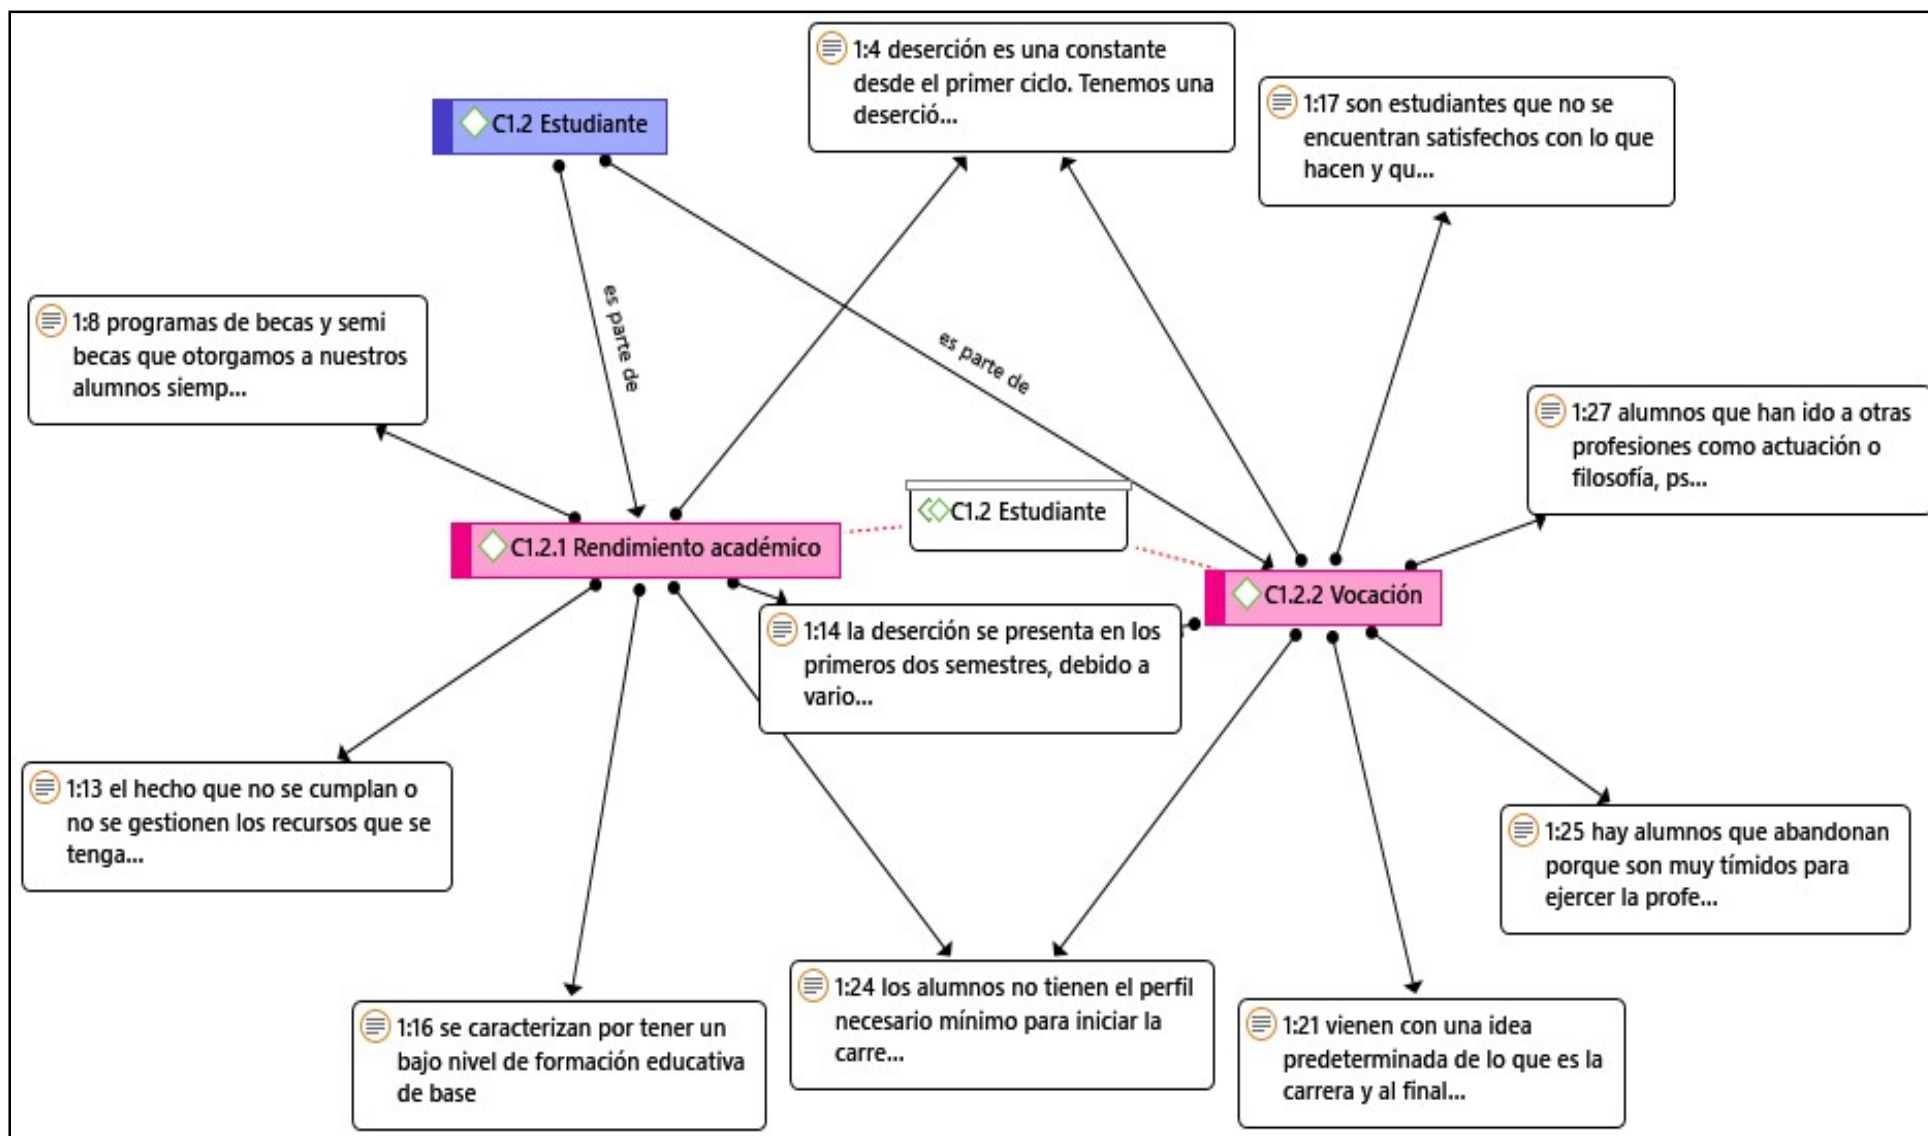 1:4 deserción es una constante
desde el primer ciclo. Tenemos una
deserció...
C1.2 Estudiante
1:17 son estudiantes que no se
encuentran satisfechos con lo que
hacen y qu...
1:8 programas de becas y semi
becas que otorgamos a nuestros
alumnos siemp...
es parte de
es parte de
1:27 alumnos que han ido a otras
profesiones como actuación o
filosofía, ps...
C1.2 Estudiante
C1.2.1 Rendimiento académico
C1.2.2 Vocación
1:14 la deserción se presenta en los
primeros dos semestres, debido a
vario...
1:13 el hecho que no se cumplan o
no se gestionen los recursos que se
tenga...
1:25 hay alumnos que abandonan
porque son muy tímidos para
ejercer la profe...
1:16 se caracterizan por tener un
bajo nivel de formación educativa
de base
1:24 los alumnos no tienen el perfil
necesario mínimo para iniciar la
carre...
1:21 vienen con una idea
predeterminada de lo que es la
carrera y al final...